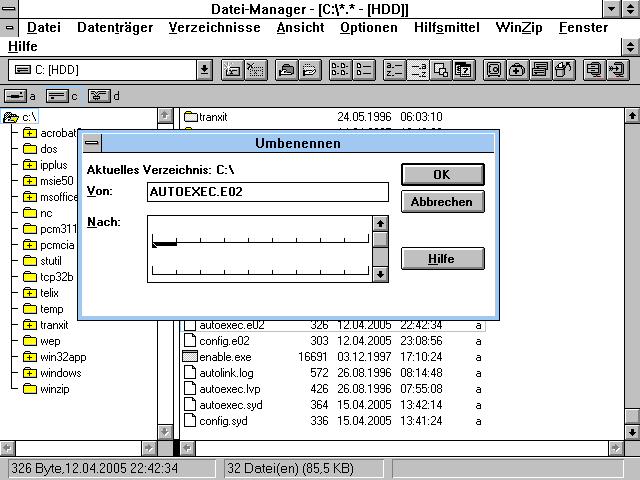 Datei-Manager - [C:\*.* - [HDD]]
Datei Datenträger Verzeichnisse Ansicht Optionen Hilfsmittel WinZip Fenster
Hilfe
C: [HDD]
a c d
c:\
tranxit 24.05.1996 06:03:10
acrobat
Umbenennen
dos
Aktuelles Verzeichnis: C:\
OK
ipplus
Von: AUTOEXEC.E02
msie50
Abbrechen
msoffice
nc
Nach:
pcm311
pcmcia
stutil
Hilfe
tcp32b
telix
temp
tranxit
autoexec.e02 326 12.04.2005 22:42:34 a
wep
config.e02 303 12.04.2005 23:08:56 a
win32app
enable.exe 16691 03.12.1997 17:10:24 a
windows
autolink.log 572 26.08.1996 08:14:48 a
winzip
autoexec.lvp 426 26.08.1996 07:55:08 a
autoexec.syd 364 15.04.2005 13:42:14 a
config.syd 336 15.04.2005 13:41:24 a
326 Byte,12.04.2005 22:42:34
32 Datei(en) (85,5 KB)